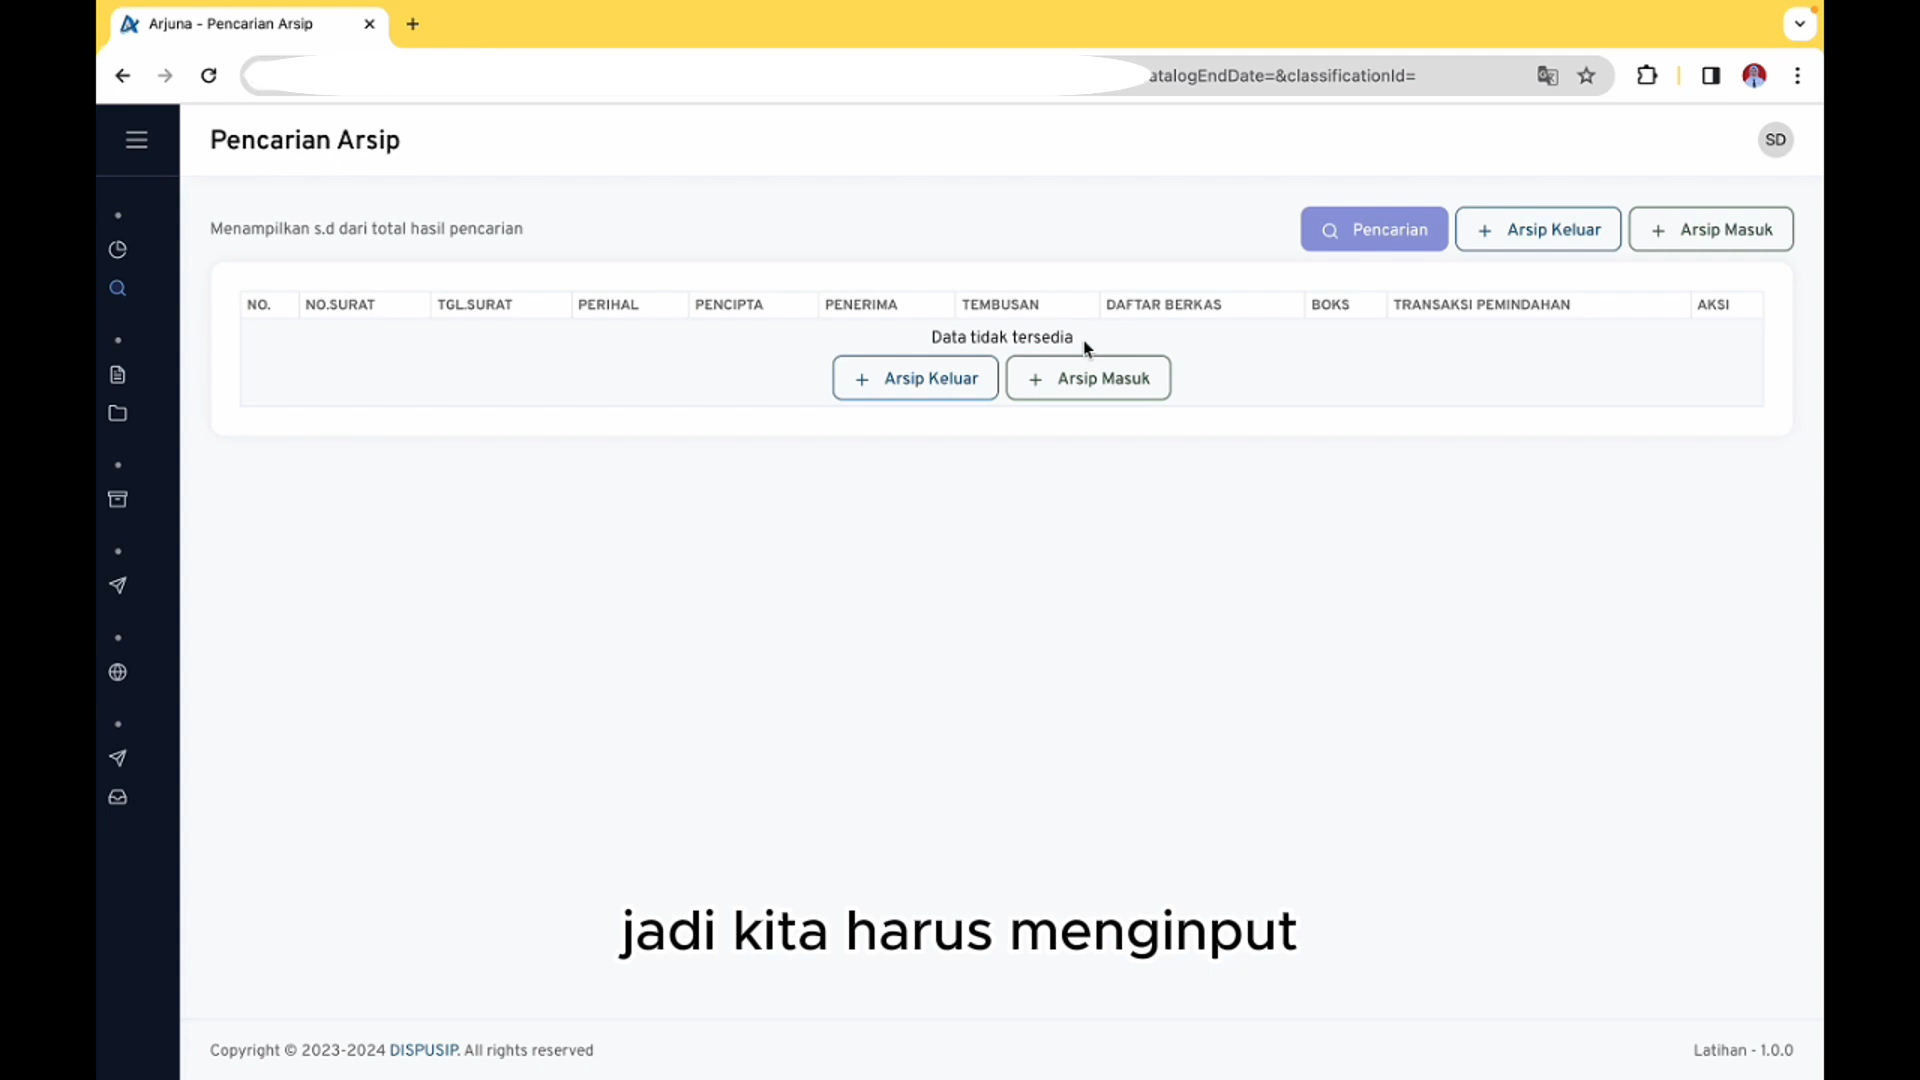 Arjuna - Pencarian Arsip
atalogEndDate=&classificationId=
Pencarian Arsip
SD
Menampilkan s.d dari total hasil pencarian
Pencarian
+ Arsip Keluar
+ Arsip Masuk
NO. NO.SURAT TGL.SURAT PERIHAL PENCIPTA PENERIMA TEMBUSAN DAFTAR BERKAS BOKS TRANSAKSI PEMINDAHAN AKSI
Data tidak tersedia
+ Arsip Keluar
+ Arsip Masuk
jadi kita harus menginput
Copyright © 2023-2024 DISPUSIP. All rights reserved
Latihan - 1.0.0